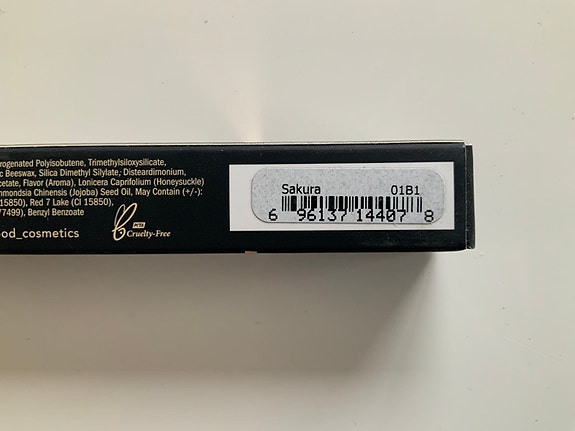 rogenated Polyisobutene, Trimethylsiloxysilicate,
c Beeswax, Silica Dimethyl Silylate, Disteardimonium,
cetate, Flavor (Aroma), Lonicera Caprifolium (Honeysuckle)
mmondsia Chinensis (Jojoba) Seed Oil, May Contain (+/-):
15850), Red 7 Lake (CI 15850),
77499), Benzyl Benzoate
od_cosmetics
PETA
Cruelty-Free
Sakura 01B1
6 96137 14407 8